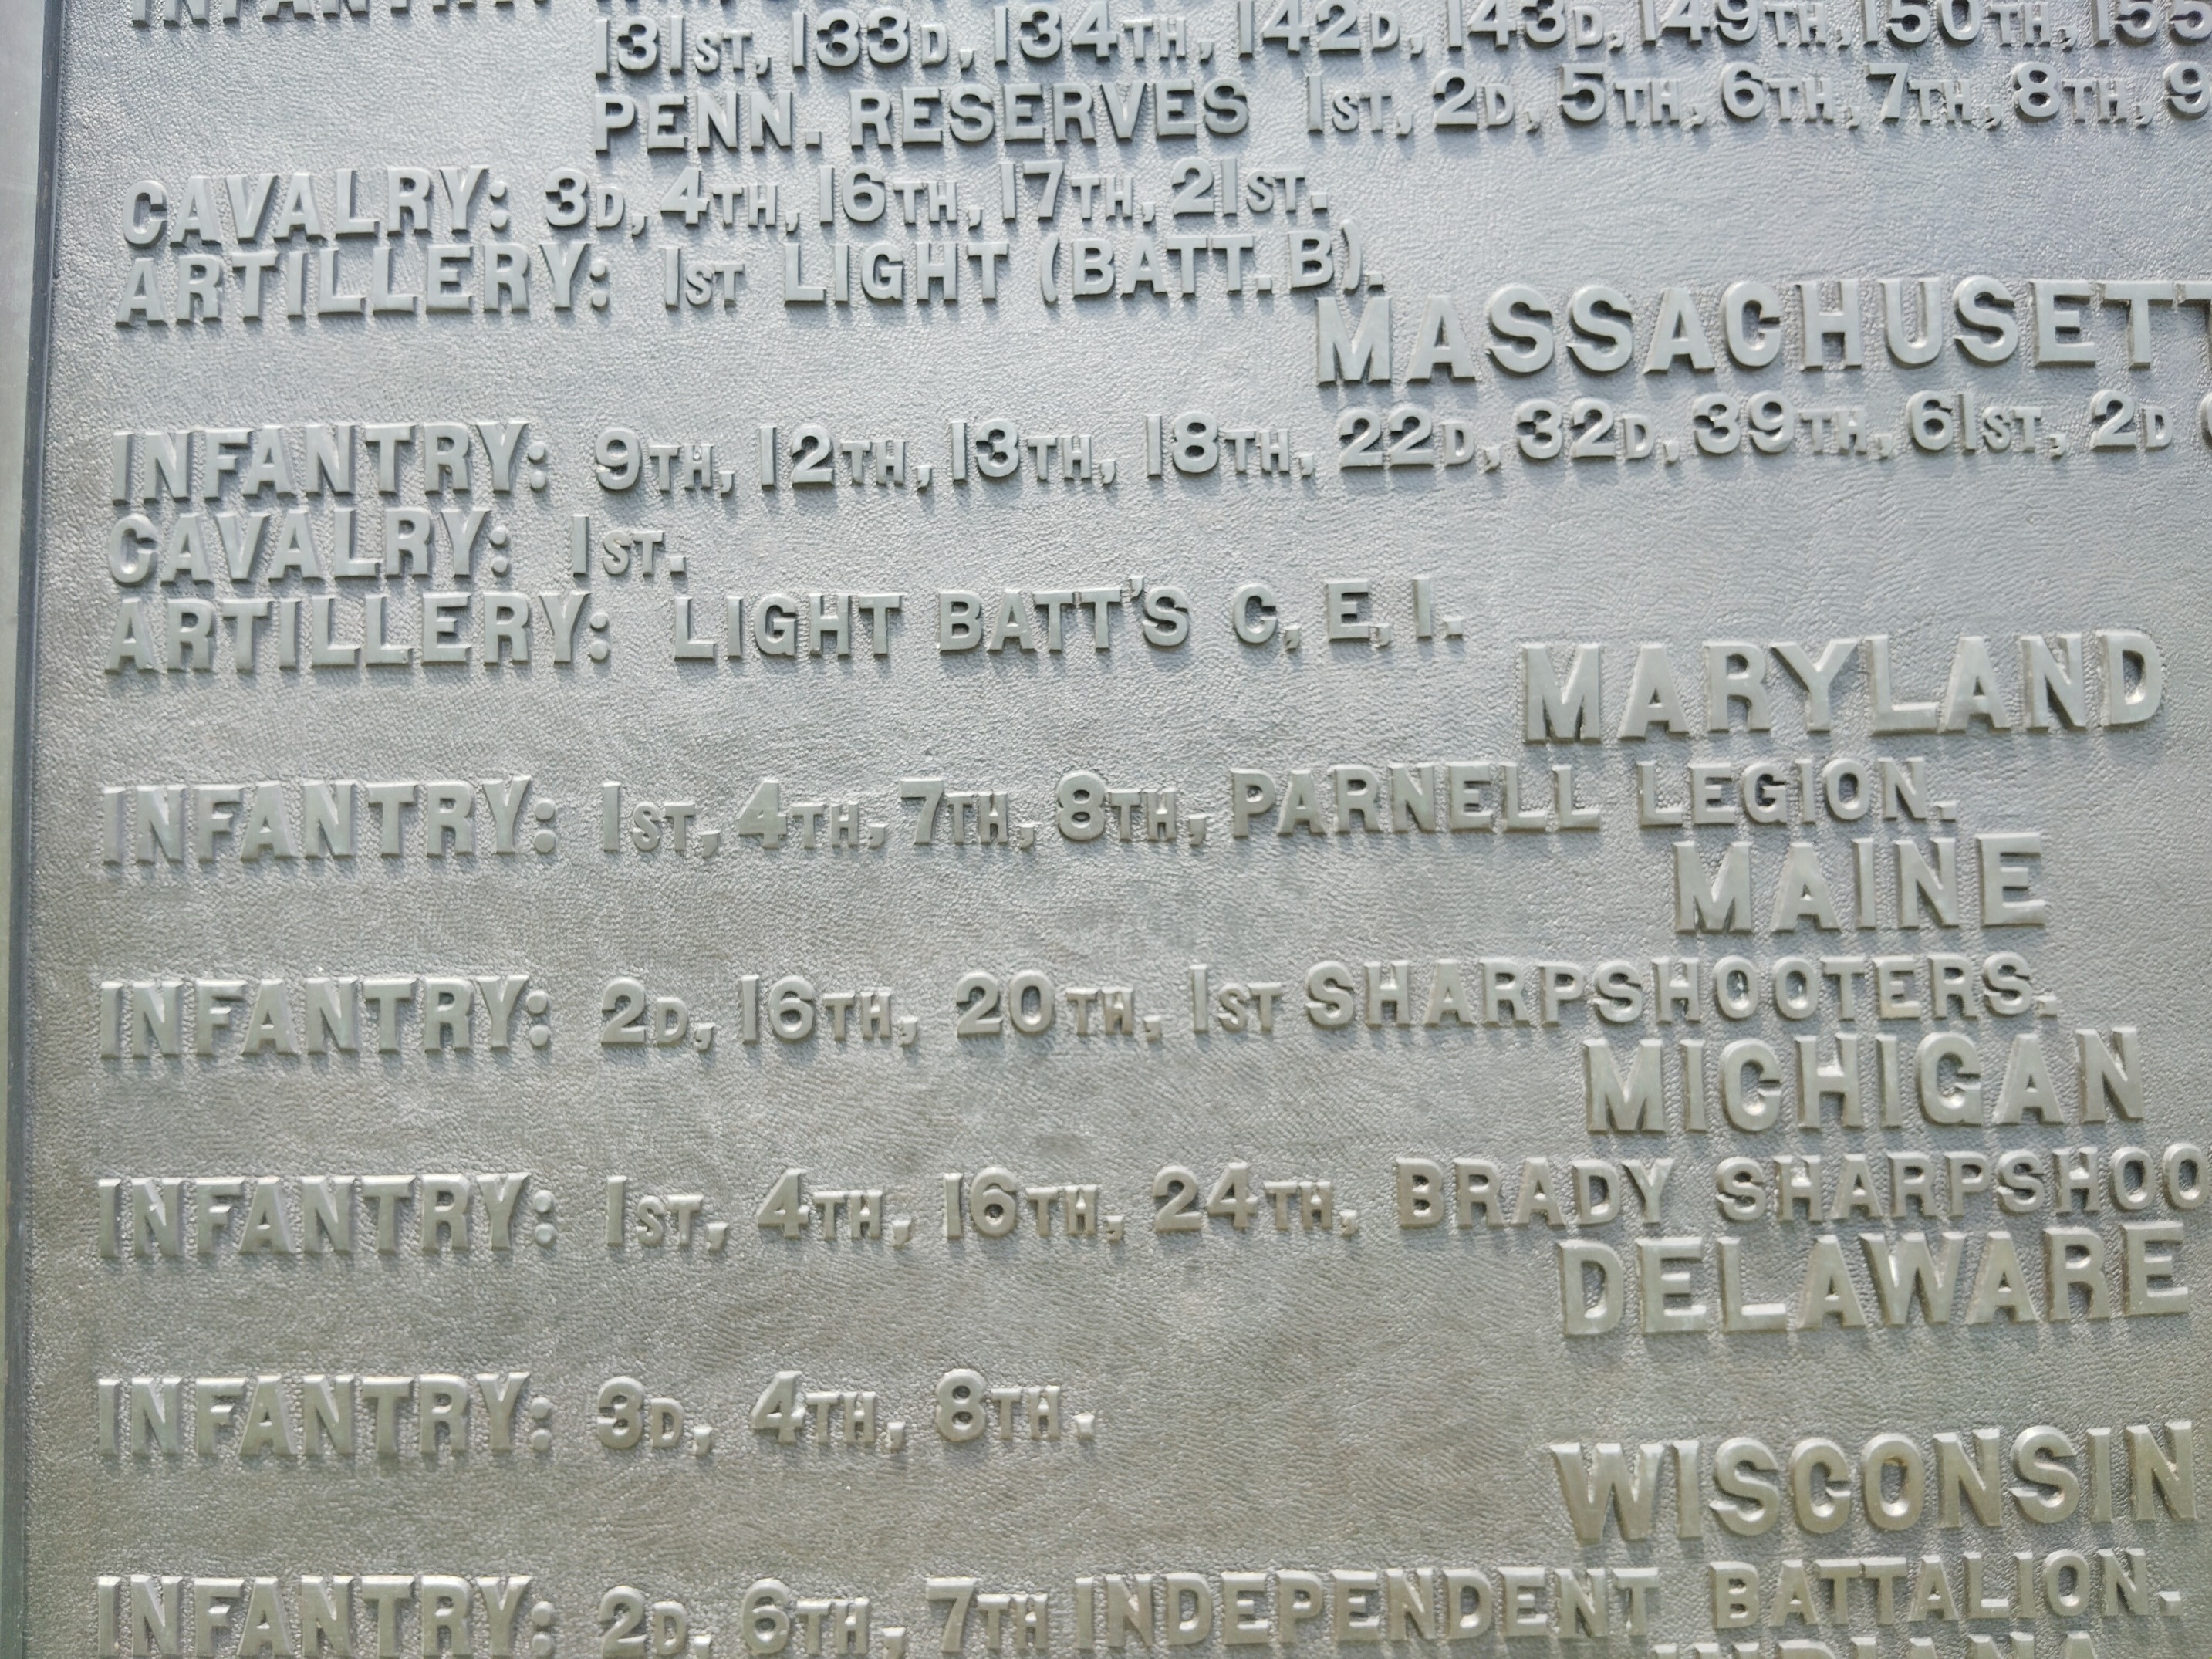 INFANTRY:
131ST, 133D, 134TH, 142D, 143D, 149TH, 150TH, 155
PENN. RESERVES 1ST, 2D, 5TH, 6TH, 7TH, 8TH, 9
CAVALRY: 3D, 4TH, 16TH, 17TH, 21ST.
ARTILLERY: 1ST LIGHT (BATT. B).
MASSACHUSETT
INFANTRY: 9TH, 12TH, 13TH, 18TH, 22D, 32D, 39TH, 61ST, 2D
CAVALRY: 1ST.
ARTILLERY: LIGHT BATT'S C, E, I.
MARYLAND
INFANTRY: 1ST, 4TH, 7TH, 8TH, PARNELL LEGION.
MAINE
INFANTRY: 2D, 16TH, 20TH, 1ST SHARPSHOOTERS.
MICHIGAN
INFANTRY: 1ST, 4TH, 16TH, 24TH, BRADY SHARPSHOO
DELAWARE
INFANTRY: 3D, 4TH, 8TH.
WISCONSIN
INFANTRY: 2D, 6TH, 7TH INDEPENDENT BATTALION.
INDIANA